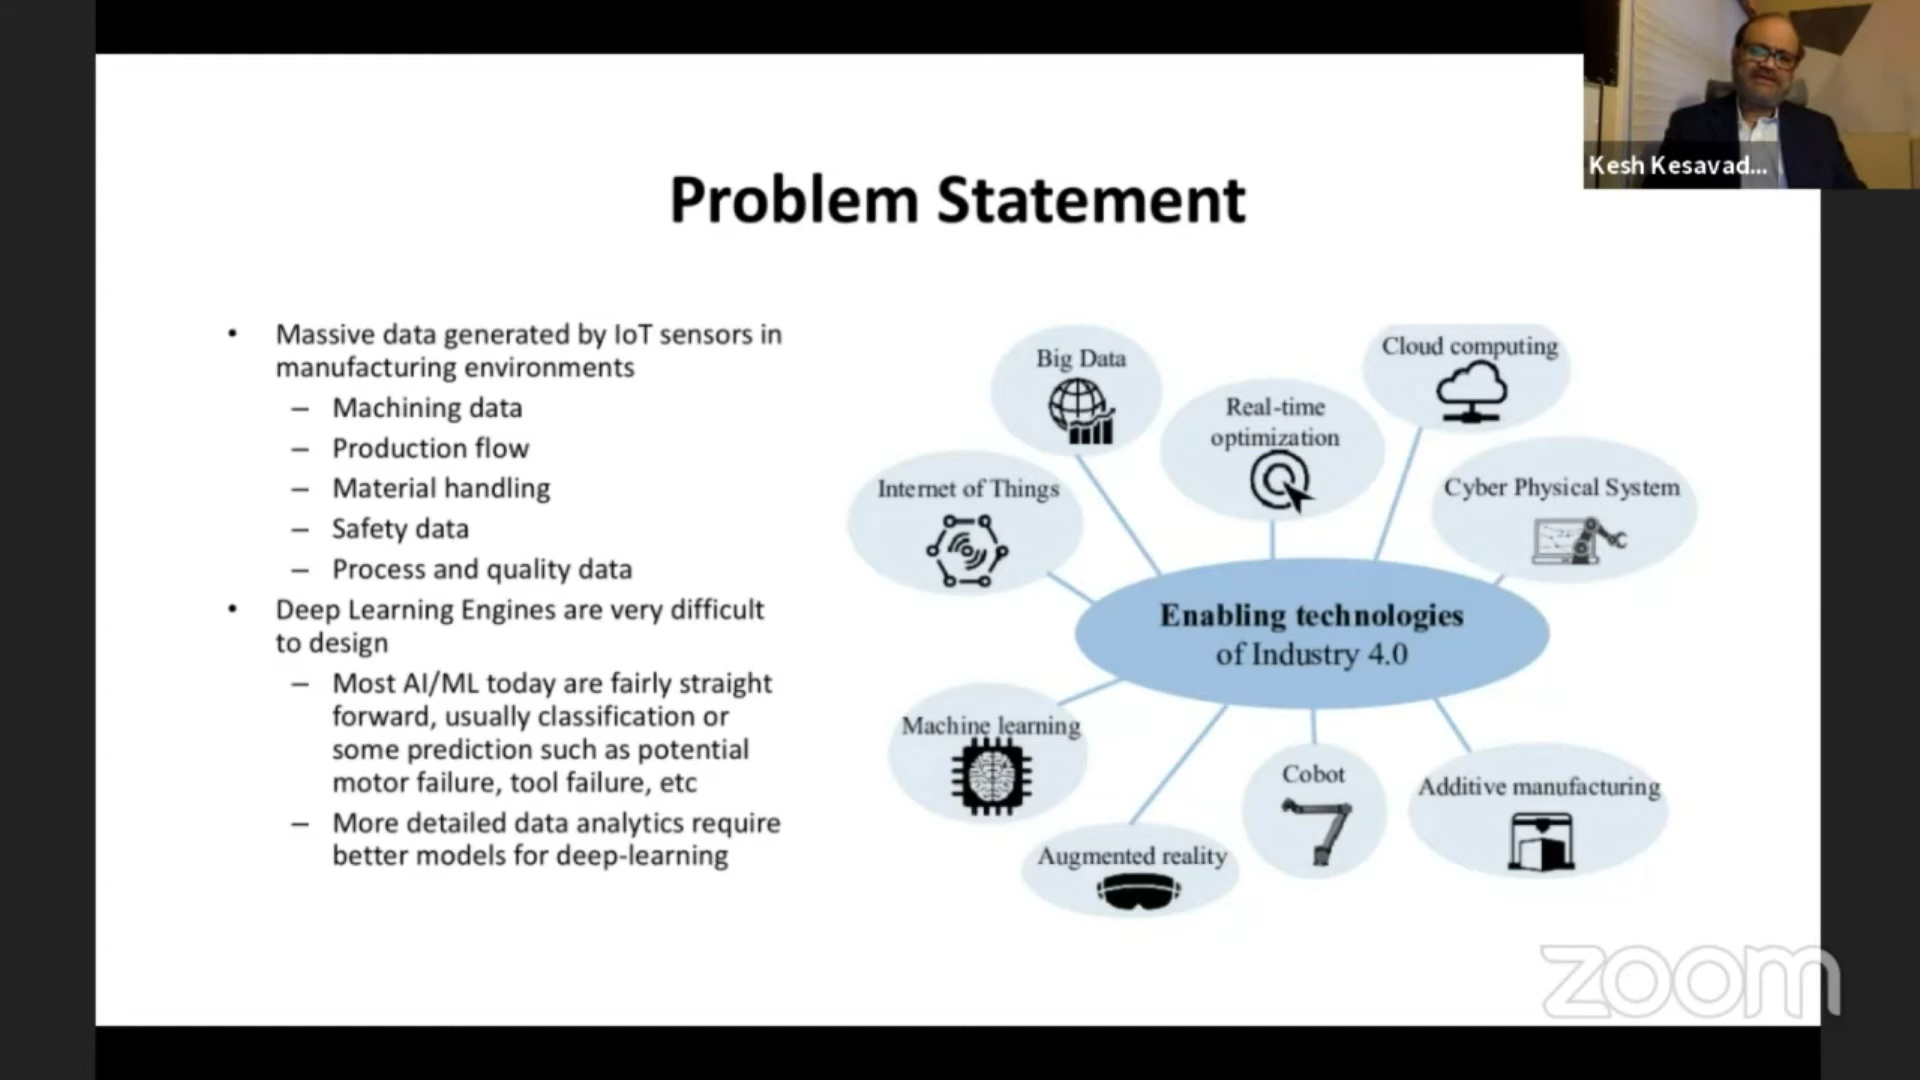 Kesh Kesavad...
Problem Statement
• Massive data generated by IoT sensors in
manufacturing environments
– Machining data
– Production flow
– Material handling
– Safety data
– Process and quality data
• Deep Learning Engines are very difficult
to design
– Most AI/ML today are fairly straight
forward, usually classification or
some prediction such as potential
motor failure, tool failure, etc
– More detailed data analytics require
better models for deep-learning
Big Data
Real-time
optimization
Cloud computing
Internet of Things
Cyber Physical System
Enabling technologies
of Industry 4.0
Machine learning
Augmented reality
Cobot
Additive manufacturing
zoom